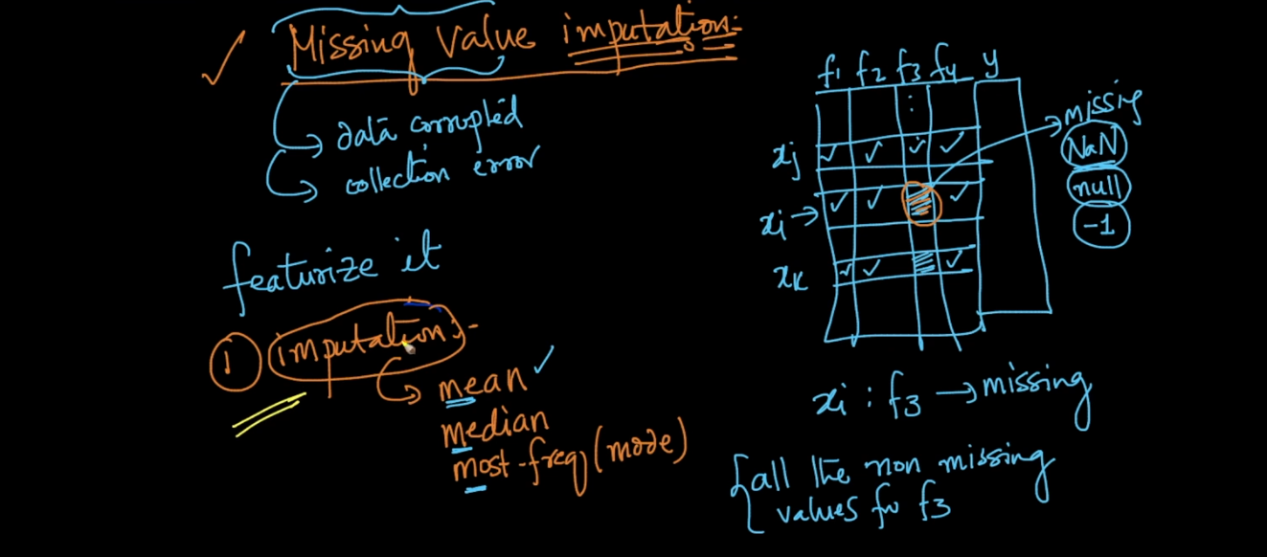 Missing Value imputation:
data corrupted
collection error
featurize it
1 imputation:-
mean ✓
median
most-freq (mode)
f1 f2 f3 f4 y
missing
NaN
null
-1
xj
xi →
xk
xi : f3 → missing
all the non missing
values for f3